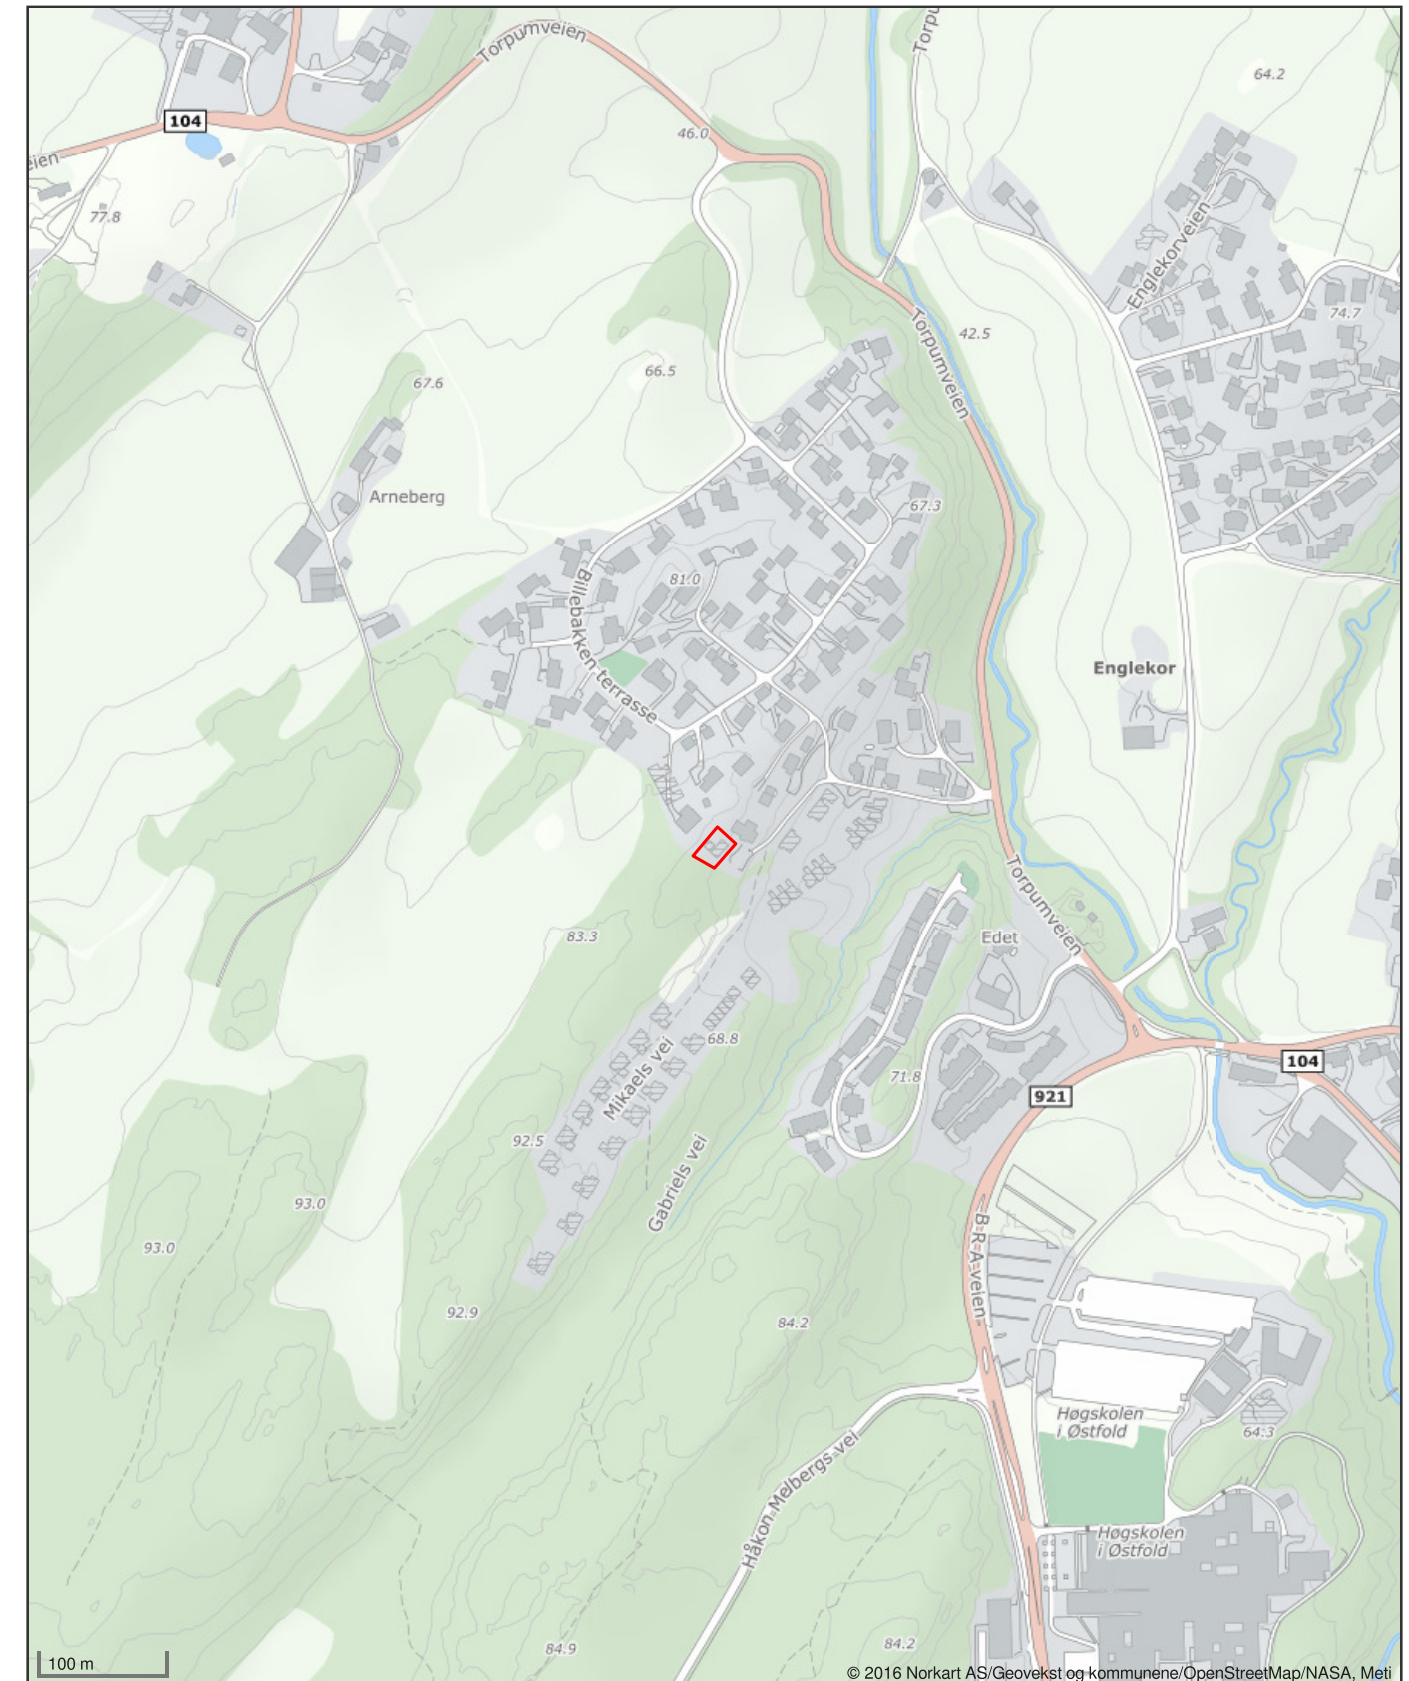 Torpumveien
Torpu
64.2
104
46.0
eien
77.8
Englekorveien
74.7
Torpumveien
42.5
66.5
67.6
Arneberg
67.3
81.0
Billebakken terrasse
Englekor
Torpumveien
83.3
Edet
68.8
104
71.8
921
Mikaels vei
92.5
Gabriels vei
93.0
93.0
B R A veien
92.9
84.2
Høgskolen
i Østfold
64.3
Håkon Melbergs vei
Høgskolen
i Østfold
84.9
84.2
100 m
© 2016 Norkart AS/Geovekst og kommunene/OpenStreetMap/NASA, Meti